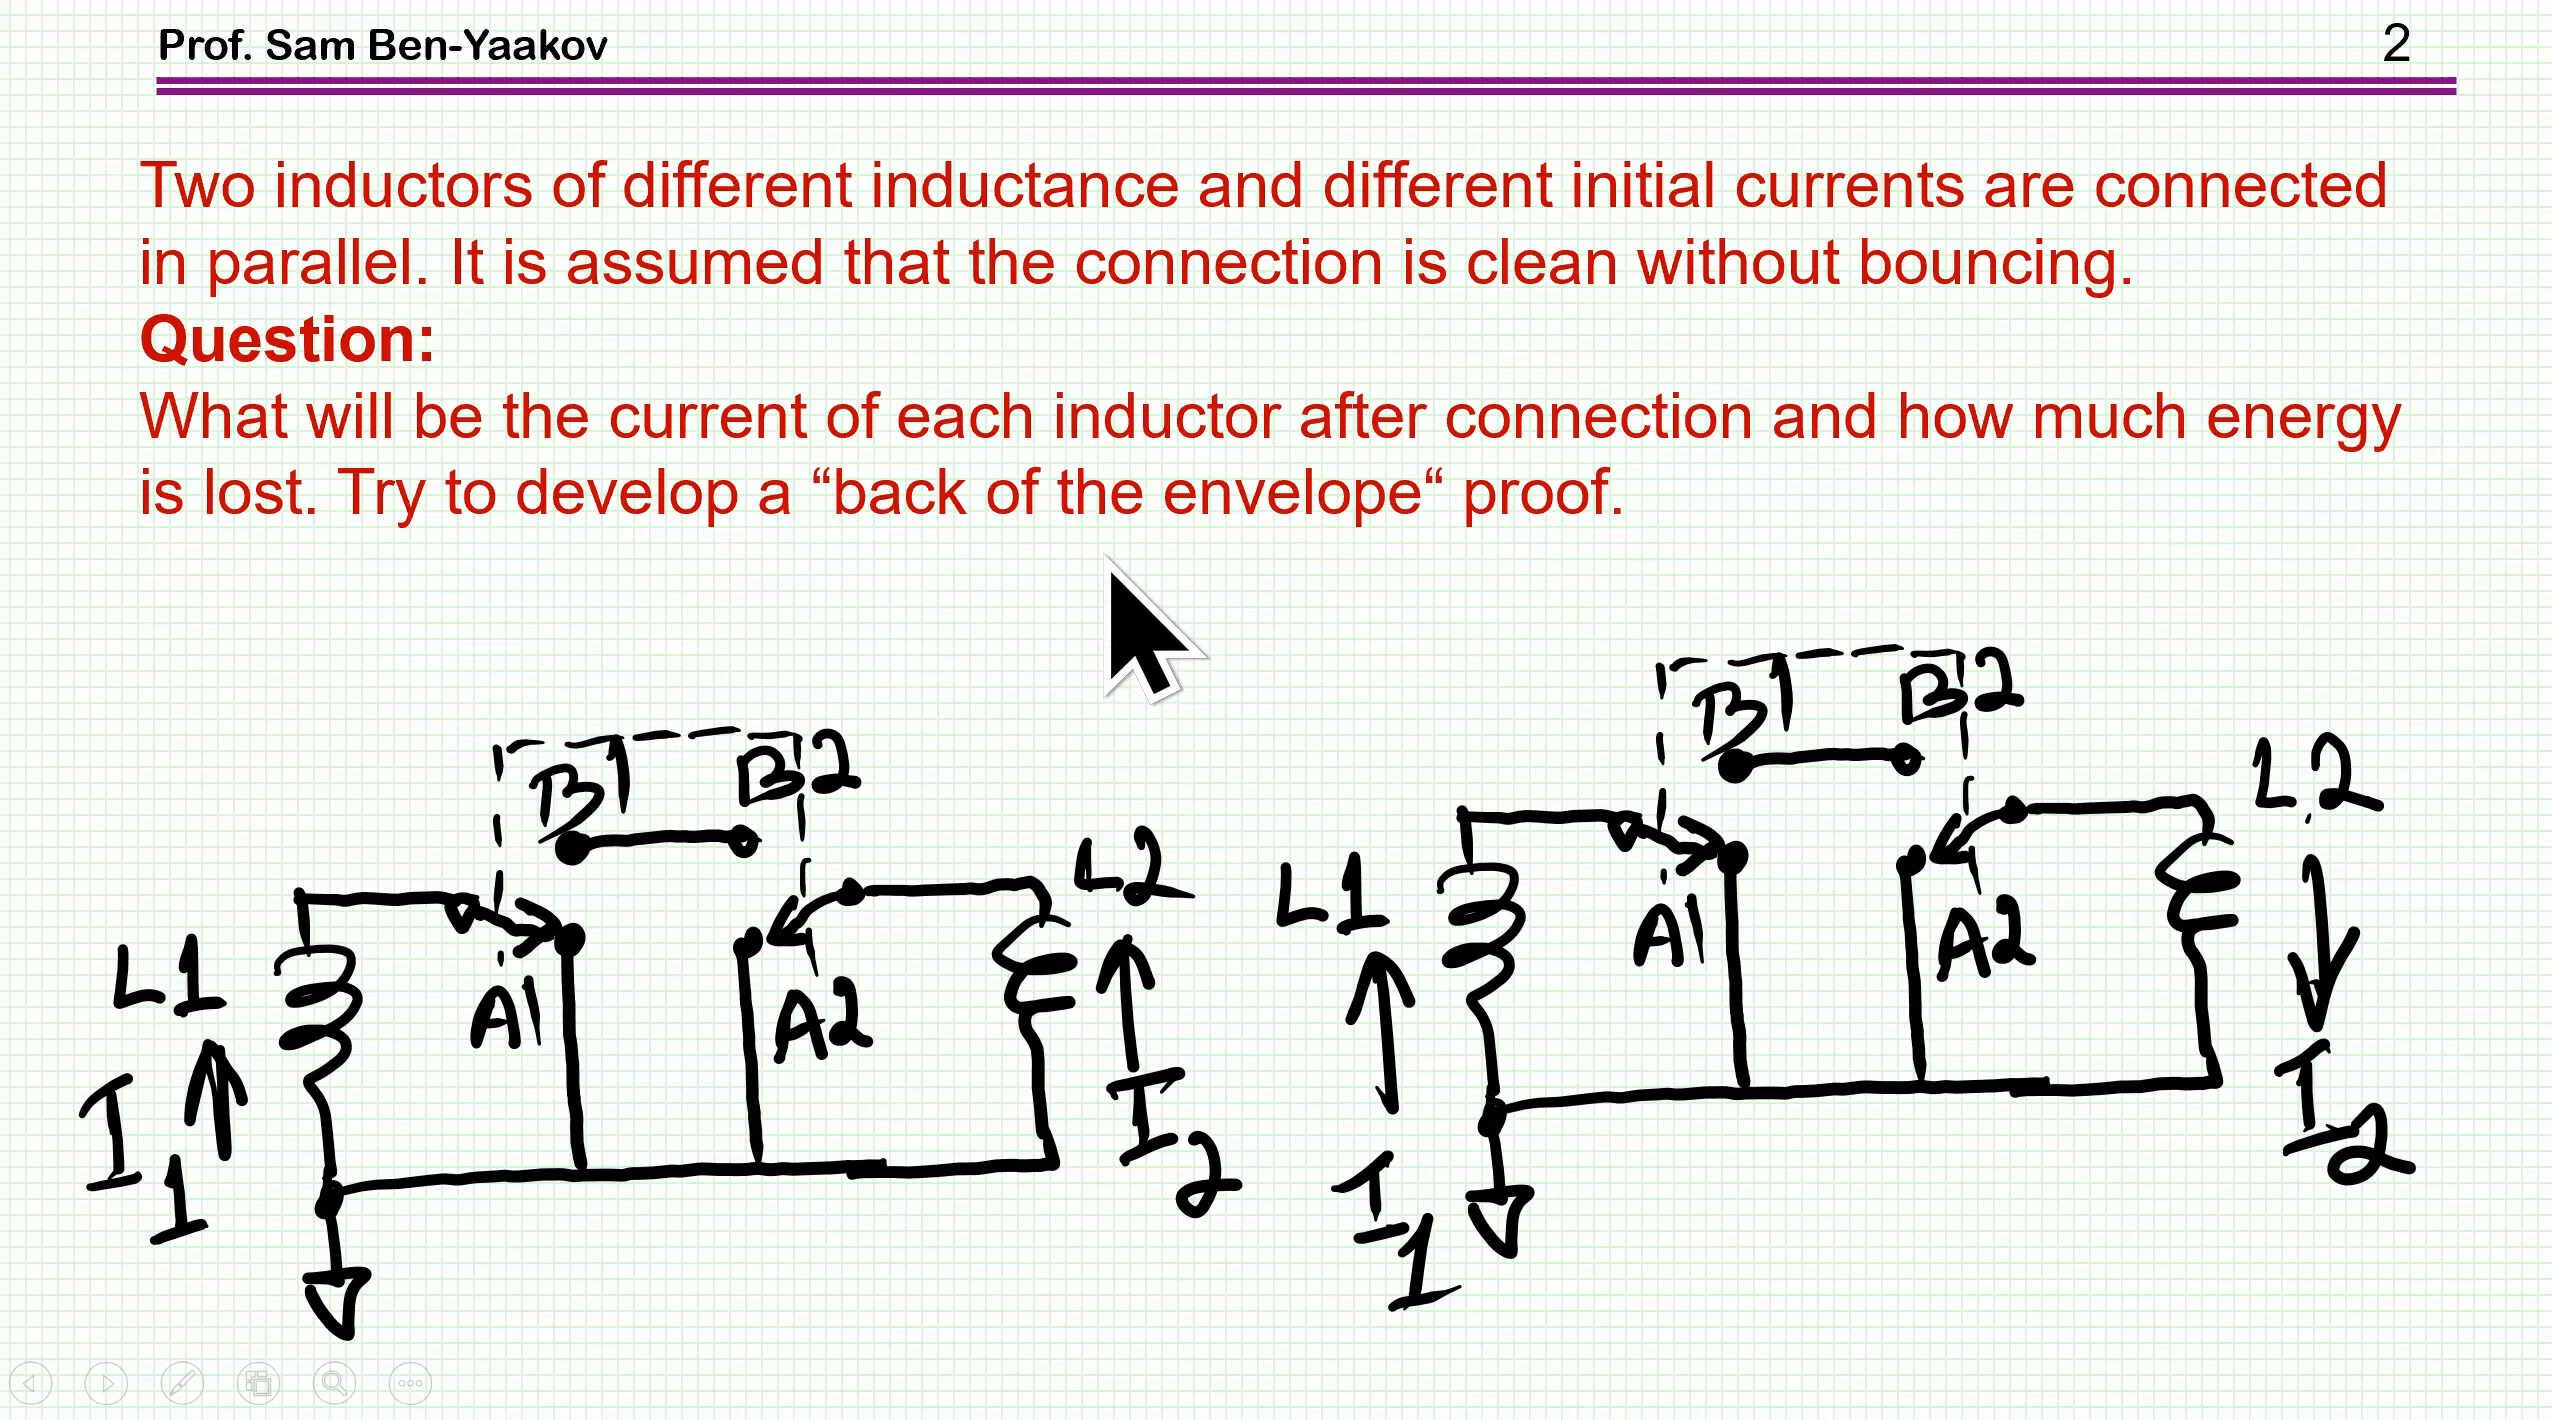 Prof. Sam Ben-Yaakov
2
Two inductors of different inductance and different initial currents are connected
in parallel. It is assumed that the connection is clean without bouncing.
Question:
What will be the current of each inductor after connection and how much energy
is lost. Try to develop a “back of the envelope“ proof.
B1 B2
L1
A1
A2
L2
I1
I2
B1 B2
L1
A1
A2
L2
I1
I2